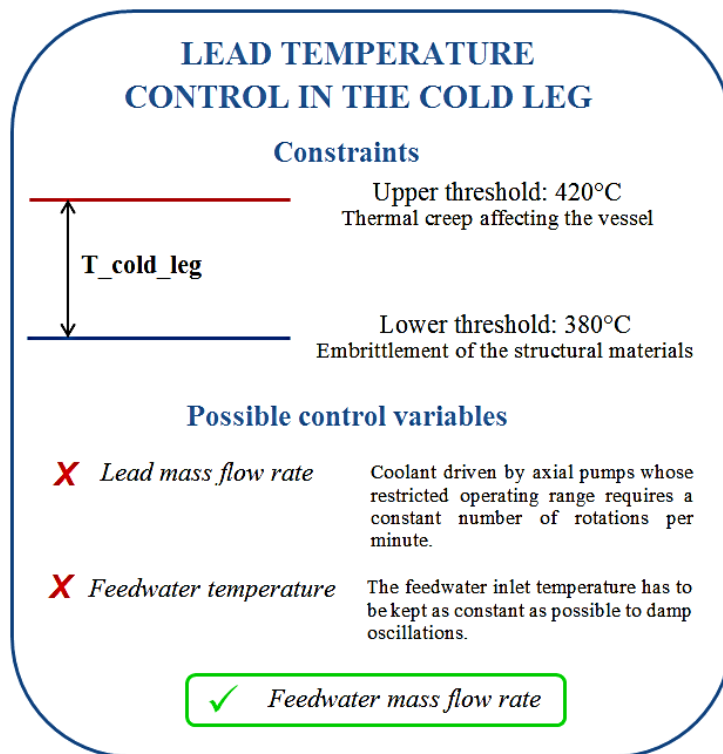 LEAD TEMPERATURE
CONTROL IN THE COLD LEG
Constraints
Upper threshold: 420°C
Thermal creep affecting the vessel
T_cold_leg
Lower threshold: 380°C
Embrittlement of the structural materials
Possible control variables
X Lead mass flow rate
Coolant driven by axial pumps whose
restricted operating range requires a
constant number of rotations per
minute.
X Feedwater temperature
The feedwater inlet temperature has to
be kept as constant as possible to damp
oscillations.
✓ Feedwater mass flow rate